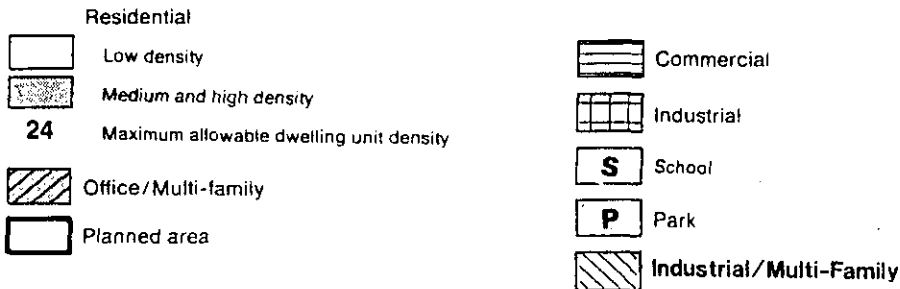 Residential
Low density
Medium and high density
24 Maximum allowable dwelling unit density
Office/Multi-family
Planned area
Commercial
Industrial
S School
P Park
Industrial/Multi-Family